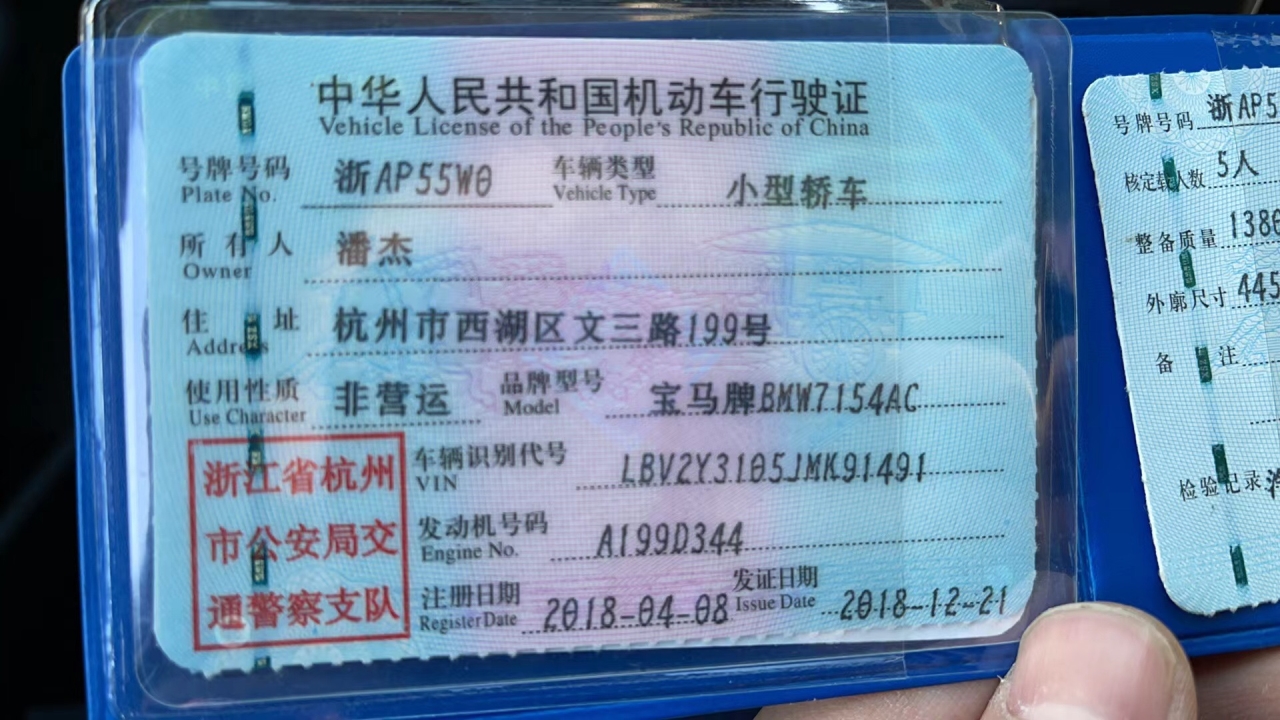 中华人民共和国机动车行驶证
Vehicle License of the People's Republic of China
号牌号码 浙AP55W0 车辆类型 小型轿车
Plate No. Vehicle Type
所有人 潘杰
Owner
住址 杭州市西湖区文三路199号
Address
使用性质 非营运 品牌型号 宝马牌BMW7154AC
Use Character Model
浙江省杭州
市公安局交
通警察支队
车辆识别代号 LBV2Y3105JMK91491
VIN
发动机号码 A199D344
Engine No.
注册日期 2018-04-08 发证日期 2018-12-21
Register Date Issue Date
号牌号码 浙AP5
核定载人数 5人
整备质量 1380
外廓尺寸 445
备注
检验记录